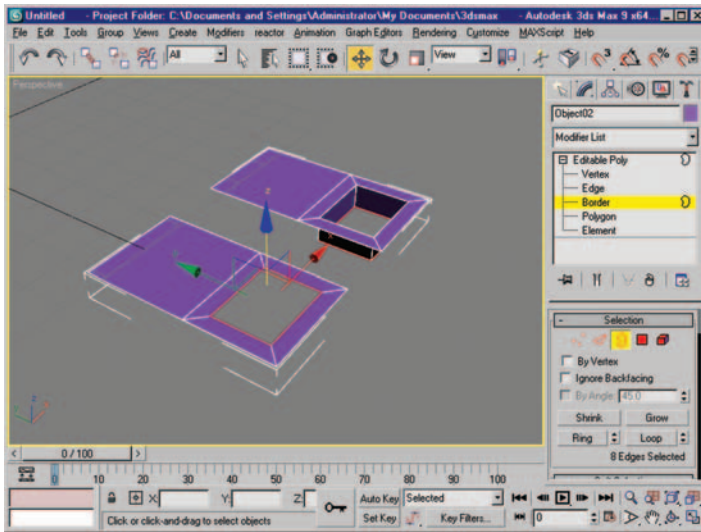 Untitled - Project Folder: C:\Documents and Settings\Administrator\My Documents\3dsmax - Autodesk 3ds Max 9 x64...
File Edit Tools Group Views Create Modifiers reactor Animation Graph Editors Rendering Customize MAXScript Help
All View 3
Perspective
Object02
Modifier List
Editable Poly
Vertex
Edge
Border
Polygon
Element
- Selection
By Vertex
Ignore Backfacing
By Angle: 45.0
Shrink Grow
Ring Loop
8 Edges Selected
z
x
z
< 0 / 100 >
0 10 20 30 40 50 60 70 80 90 100
X: Y: Z: Auto Key Selected
Click or click-and-drag to select objects Set Key Key Filters... 0